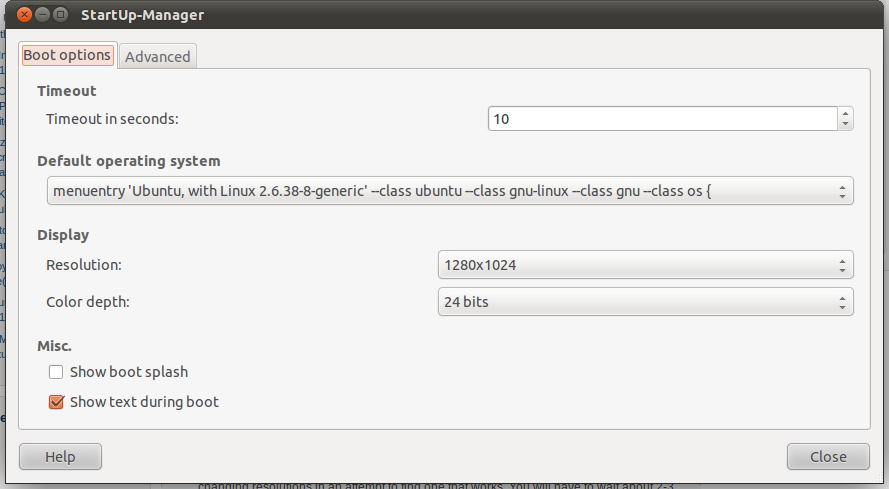 StartUp-Manager
Boot options
Advanced
Timeout
Timeout in seconds:
10
Default operating system
menuentry 'Ubuntu, with Linux 2.6.38-8-generic' --class ubuntu --class gnu-linux --class gnu --class os {
Display
Resolution:
1280x1024
Color depth:
24 bits
Misc.
Show boot splash
Show text during boot
Help
Close
changing resolutions in an attempt to find one that works. You will have to wait about 2-3